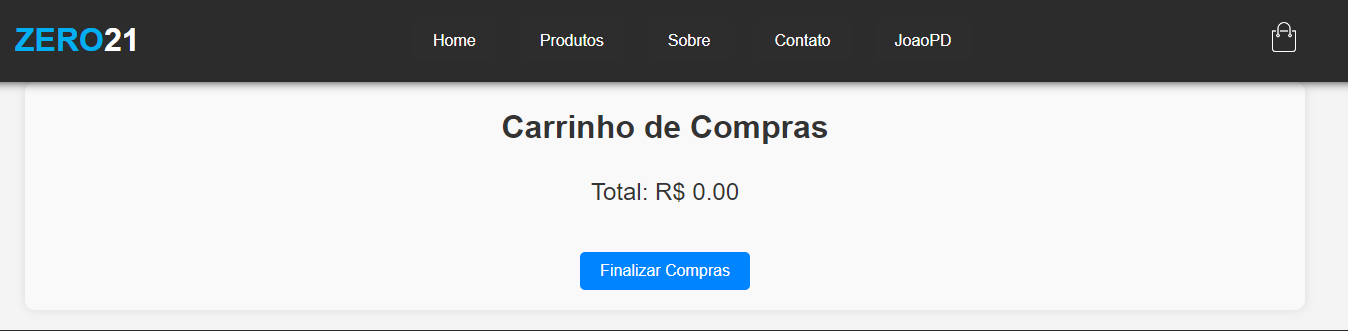 ZERO21 Home Produtos Sobre Contato JoaoPD
Carrinho de Compras
Total: R$ 0.00
Finalizar Compras